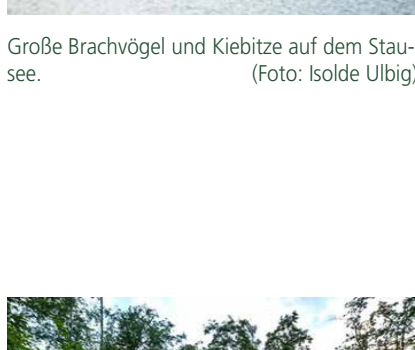 Große Brachvögel und Kiebitze auf dem Stau-
see. (Foto: Isolde Ulbig)